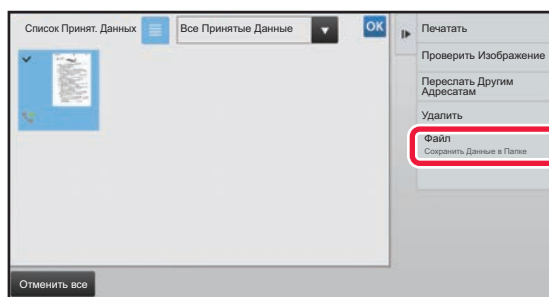 Список Принят. Данных
Все Принятые Данные
OK
Печатать
Проверить Изображение
Переслать Другим
Адресатам
Удалить
Файл
Сохранить Данные в Папке
Отменить все